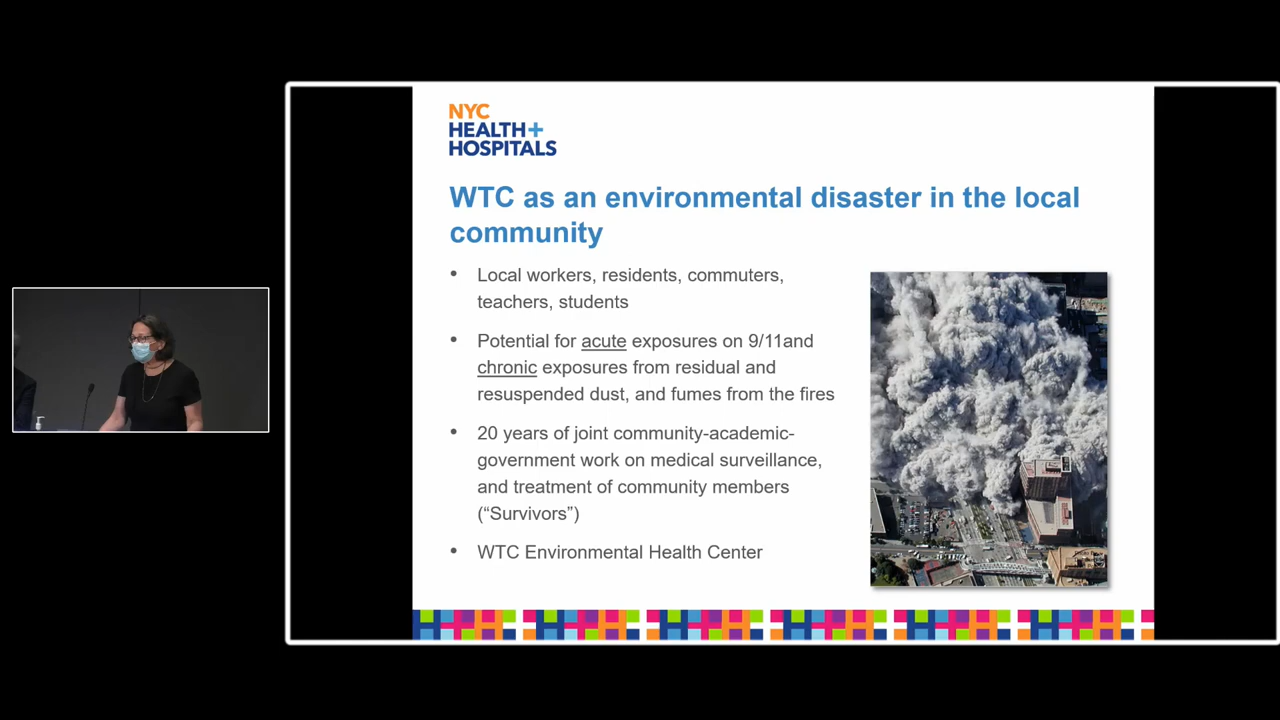 NYC
HEALTH+
HOSPITALS
WTC as an environmental disaster in the local
community
• Local workers, residents, commuters,
teachers, students
• Potential for acute exposures on 9/11and
chronic exposures from residual and
resuspended dust, and fumes from the fires
• 20 years of joint community-academic-
government work on medical surveillance,
and treatment of community members
(“Survivors”)
• WTC Environmental Health Center